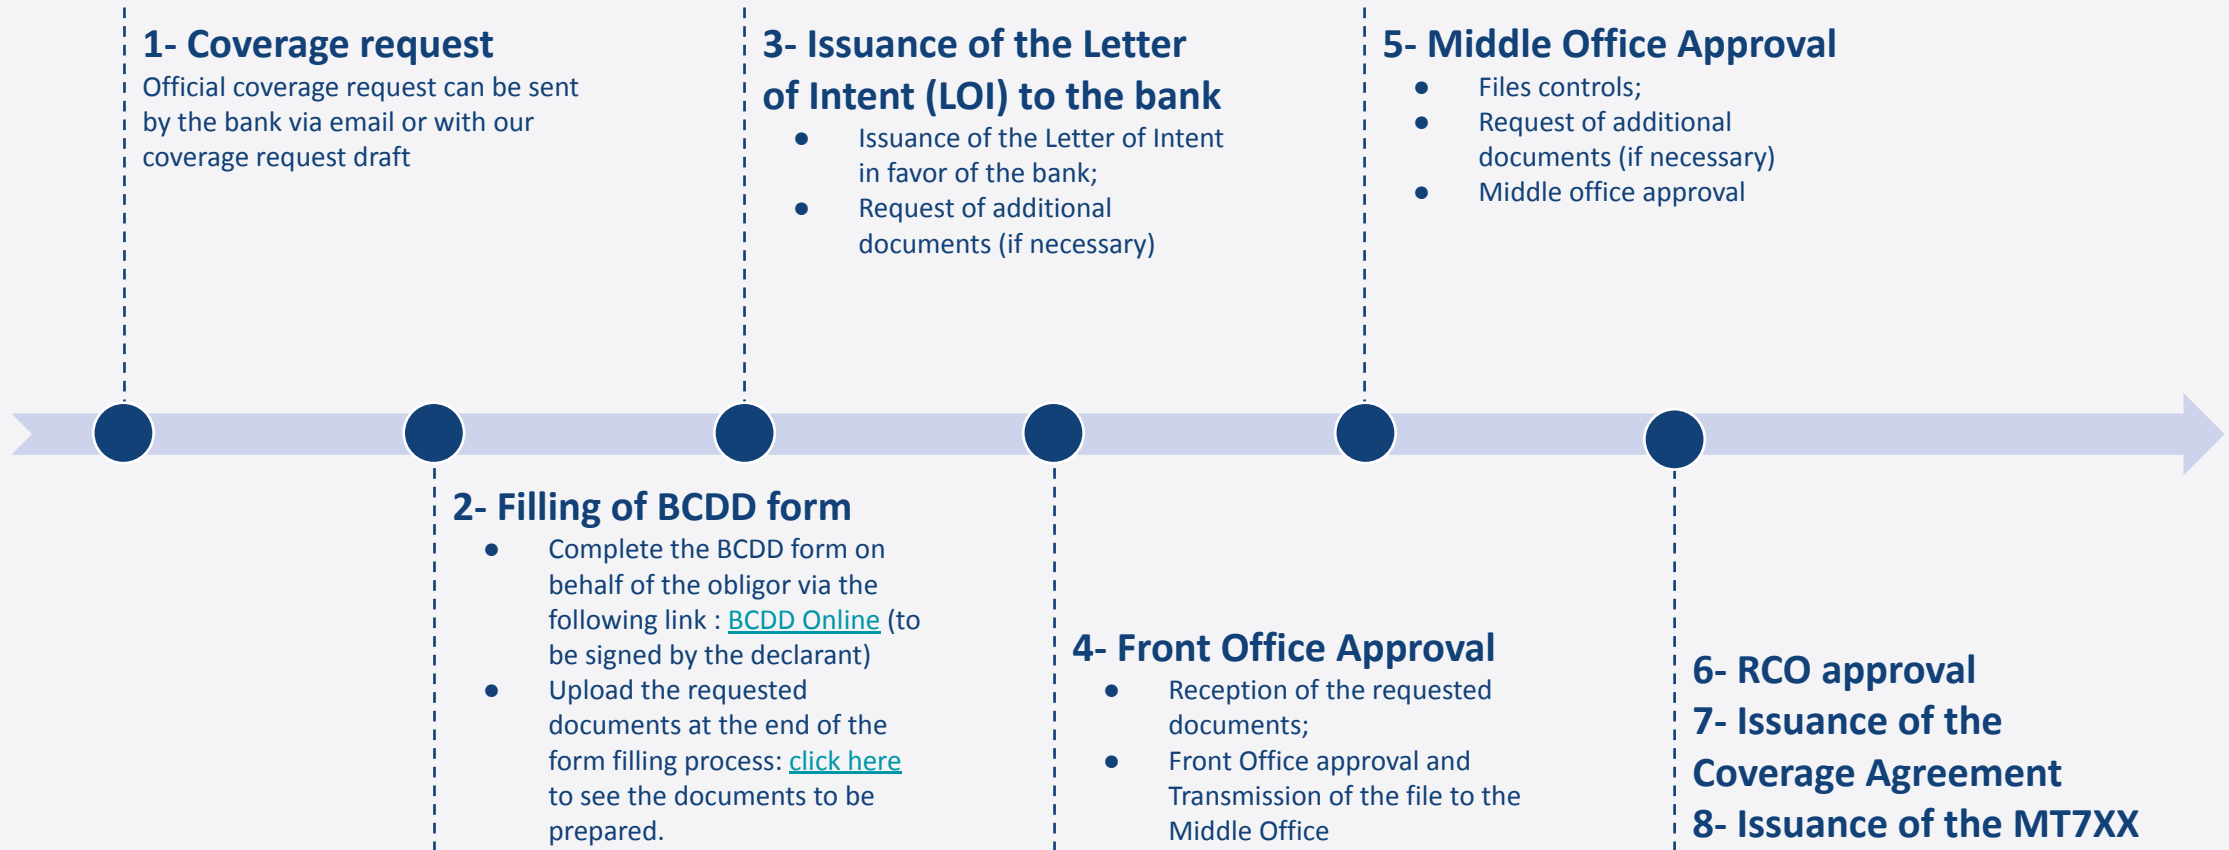 1- Coverage request
Official coverage request can be sent
by the bank via email or with our
coverage request draft
2- Filling of BCDD form
● Complete the BCDD form on
behalf of the obligor via the
following link : BCDD Online (to
be signed by the declarant)
● Upload the requested
documents at the end of the
form filling process: click here
to see the documents to be
prepared.
3- Issuance of the Letter
of Intent (LOI) to the bank
● Issuance of the Letter of Intent
in favor of the bank;
● Request of additional
documents (if necessary)
4- Front Office Approval
● Reception of the requested
documents;
● Front Office approval and
Transmission of the file to the
Middle Office
5- Middle Office Approval
● Files controls;
● Request of additional
documents (if necessary)
● Middle office approval
6- RCO approval
7- Issuance of the
Coverage Agreement
8- Issuance of the MT7XX